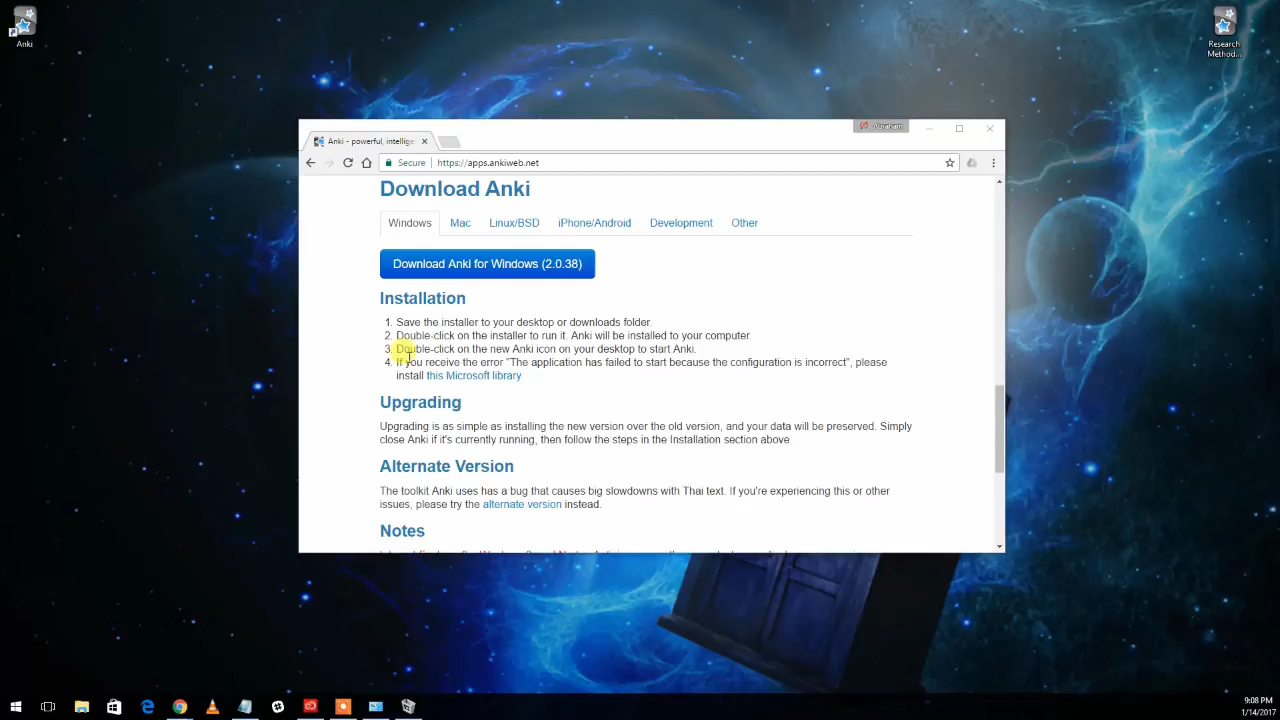 Anki
Research
Method...
Abraham
Anki - powerful, intellige
Secure
https://apps.ankiweb.net
Download Anki
Windows
Mac
Linux/BSD
iPhone/Android
Development
Other
Download Anki for Windows (2.0.38)
Installation
1. Save the installer to your desktop or downloads folder.
2. Double-click on the installer to run it. Anki will be installed to your computer.
3. Double-click on the new Anki icon on your desktop to start Anki.
4. If you receive the error "The application has failed to start because the configuration is incorrect", please
install this Microsoft library.
Upgrading
Upgrading is as simple as installing the new version over the old version, and your data will be preserved. Simply
close Anki if it's currently running, then follow the steps in the Installation section above.
Alternate Version
The toolkit Anki uses has a bug that causes big slowdowns with Thai text. If you're experiencing this or other
issues, please try the alternate version instead.
Notes
9:08 PM
1/14/2017